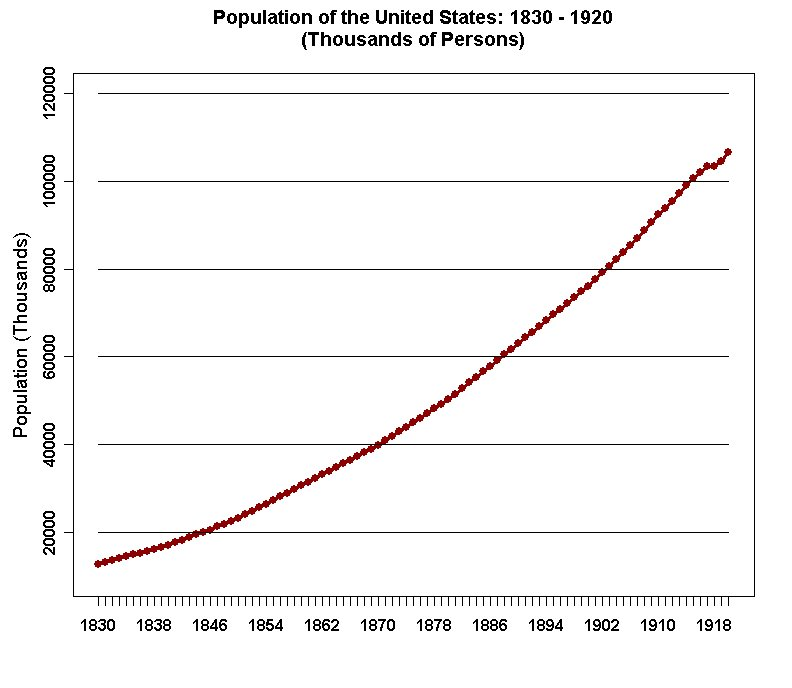 Population of the United States: 1830 - 1920
(Thousands of Persons)
Population (Thousands)
120000
100000
80000
60000
40000
20000
1830 1838 1846 1854 1862 1870 1878 1886 1894 1902 1910 1918